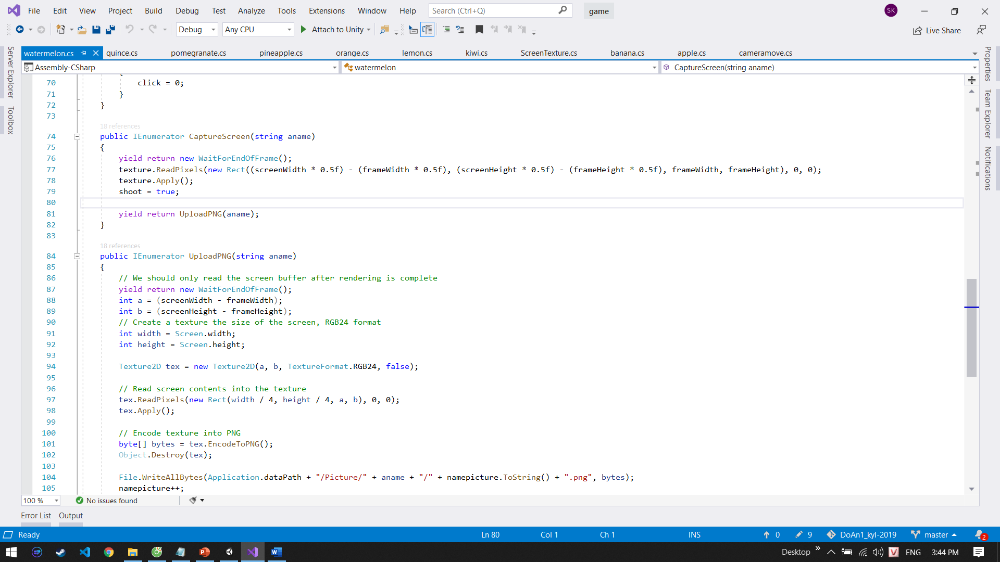 File Edit View Project Build Debug Test Analyze Tools Extensions Window Help Search (Ctrl+Q) game SK
Debug Any CPU Attach to Unity Live Share
watermelon.cs quince.cs pomegranate.cs pineapple.cs orange.cs lemon.cs kiwi.cs ScreenTexture.cs banana.cs apple.cs cameramove.cs
Assembly-CSharp watermelon CaptureScreen(string aname)
Server Explorer
Toolbox
70 click = 0;
71 }
72 }
73
18 references
74 public IEnumerator CaptureScreen(string aname)
75 {
76 yield return new WaitForEndOfFrame();
77 texture.ReadPixels(new Rect((screenWidth * 0.5f) - (frameWidth * 0.5f), (screenHeight * 0.5f) - (frameHeight * 0.5f), frameWidth, frameHeight), 0, 0);
78 texture.Apply();
79 shoot = true;
80
81 yield return UploadPNG(aname);
82 }
83
18 references
84 public IEnumerator UploadPNG(string aname)
85 {
86 // We should only read the screen buffer after rendering is complete
87 yield return new WaitForEndOfFrame();
88 int a = (screenWidth - frameWidth);
89 int b = (screenHeight - frameHeight);
90 // Create a texture the size of the screen, RGB24 format
91 int width = Screen.width;
92 int height = Screen.height;
93
94 Texture2D tex = new Texture2D(a, b, TextureFormat.RGB24, false);
95
96 // Read screen contents into the texture
97 tex.ReadPixels(new Rect(width / 4, height / 4, a, b), 0, 0);
98 tex.Apply();
99
100 // Encode texture into PNG
101 byte[] bytes = tex.EncodeToPNG();
102 Object.Destroy(tex);
103
104 File.WriteAllBytes(Application.dataPath + "/Picture/" + aname + "/" + namepicture.ToString() + ".png", bytes);
105 namepicture++;
Properties
Team Explorer
Notifications
100 % No issues found
Error List Output
Ready Ln 80 Col 1 Ch 1 INS 0 9 DoAn1_kyI-2019 master 2
Desktop ENG 3:44 PM